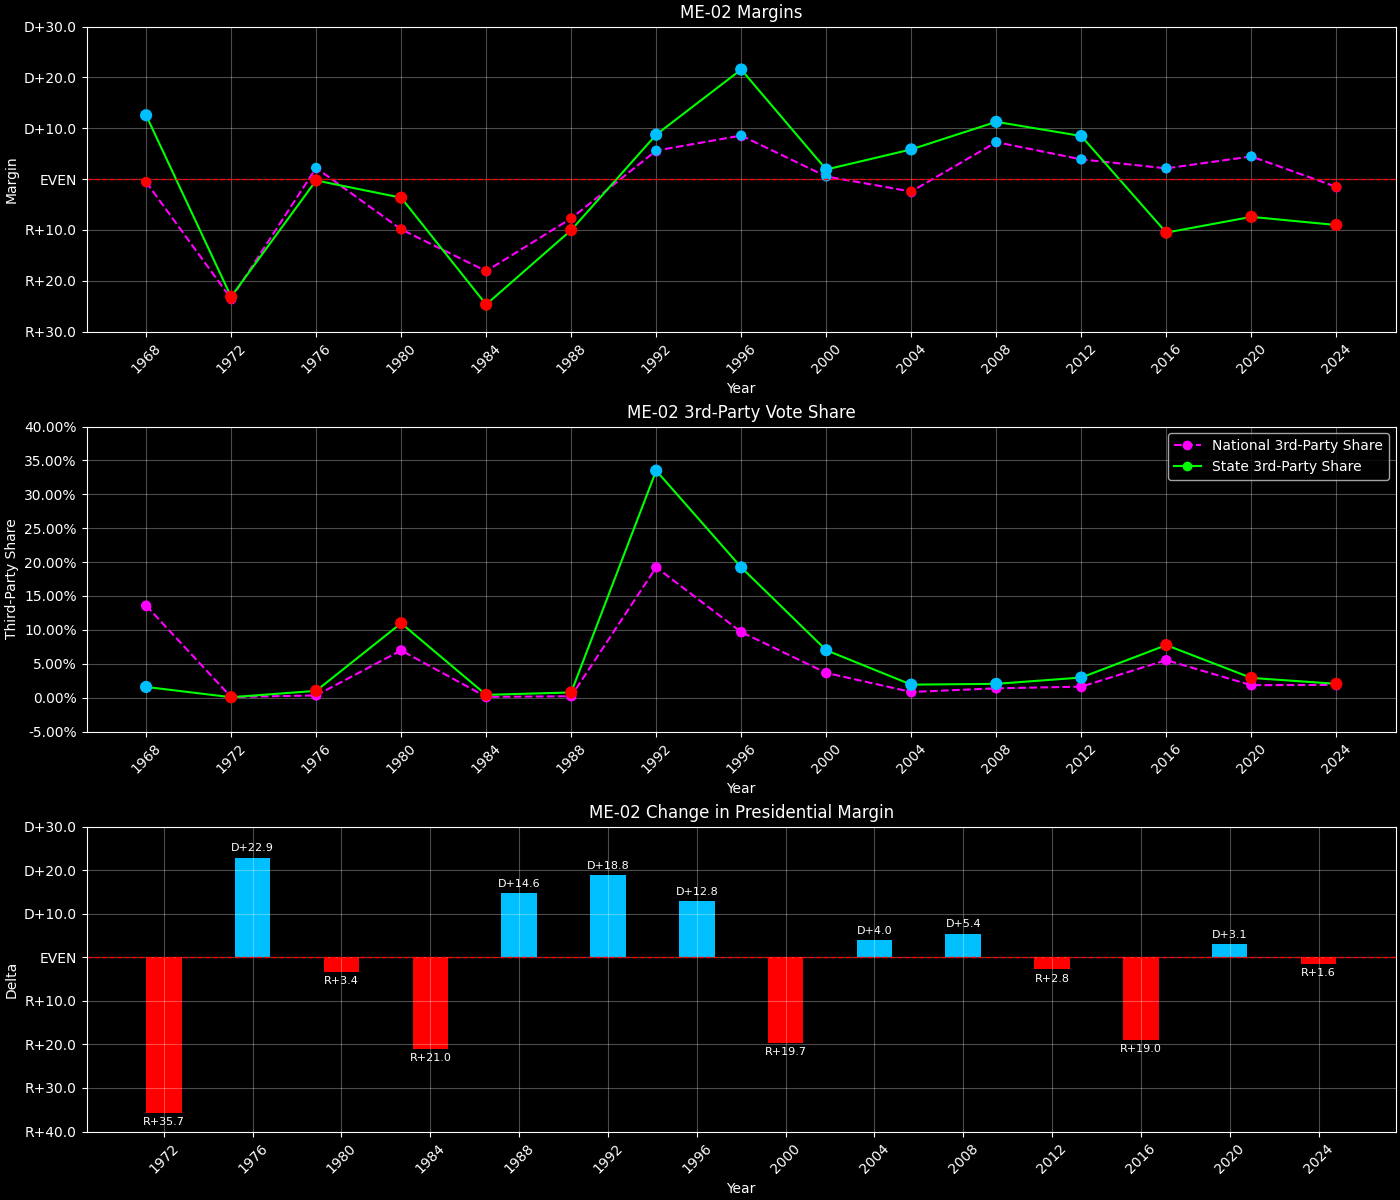 ME-02 Margins
D+30.0
D+20.0
D+10.0
EVEN
R+10.0
R+20.0
R+30.0
Margin
1968
1972
1976
1980
1984
1988
1992
1996
2000
2004
2008
2012
2016
2020
2024
Year
ME-02 3rd-Party Vote Share
40.00%
35.00%
30.00%
25.00%
20.00%
15.00%
10.00%
5.00%
0.00%
-5.00%
Third-Party Share
National 3rd-Party Share
State 3rd-Party Share
1968
1972
1976
1980
1984
1988
1992
1996
2000
2004
2008
2012
2016
2020
2024
Year
ME-02 Change in Presidential Margin
D+30.0
D+20.0
D+10.0
EVEN
R+10.0
R+20.0
R+30.0
R+40.0
Delta
R+35.7
D+22.9
R+3.4
R+21.0
D+14.6
D+18.8
D+12.8
R+19.7
D+4.0
D+5.4
R+2.8
R+19.0
D+3.1
R+1.6
1972
1976
1980
1984
1988
1992
1996
2000
2004
2008
2012
2016
2020
2024
Year